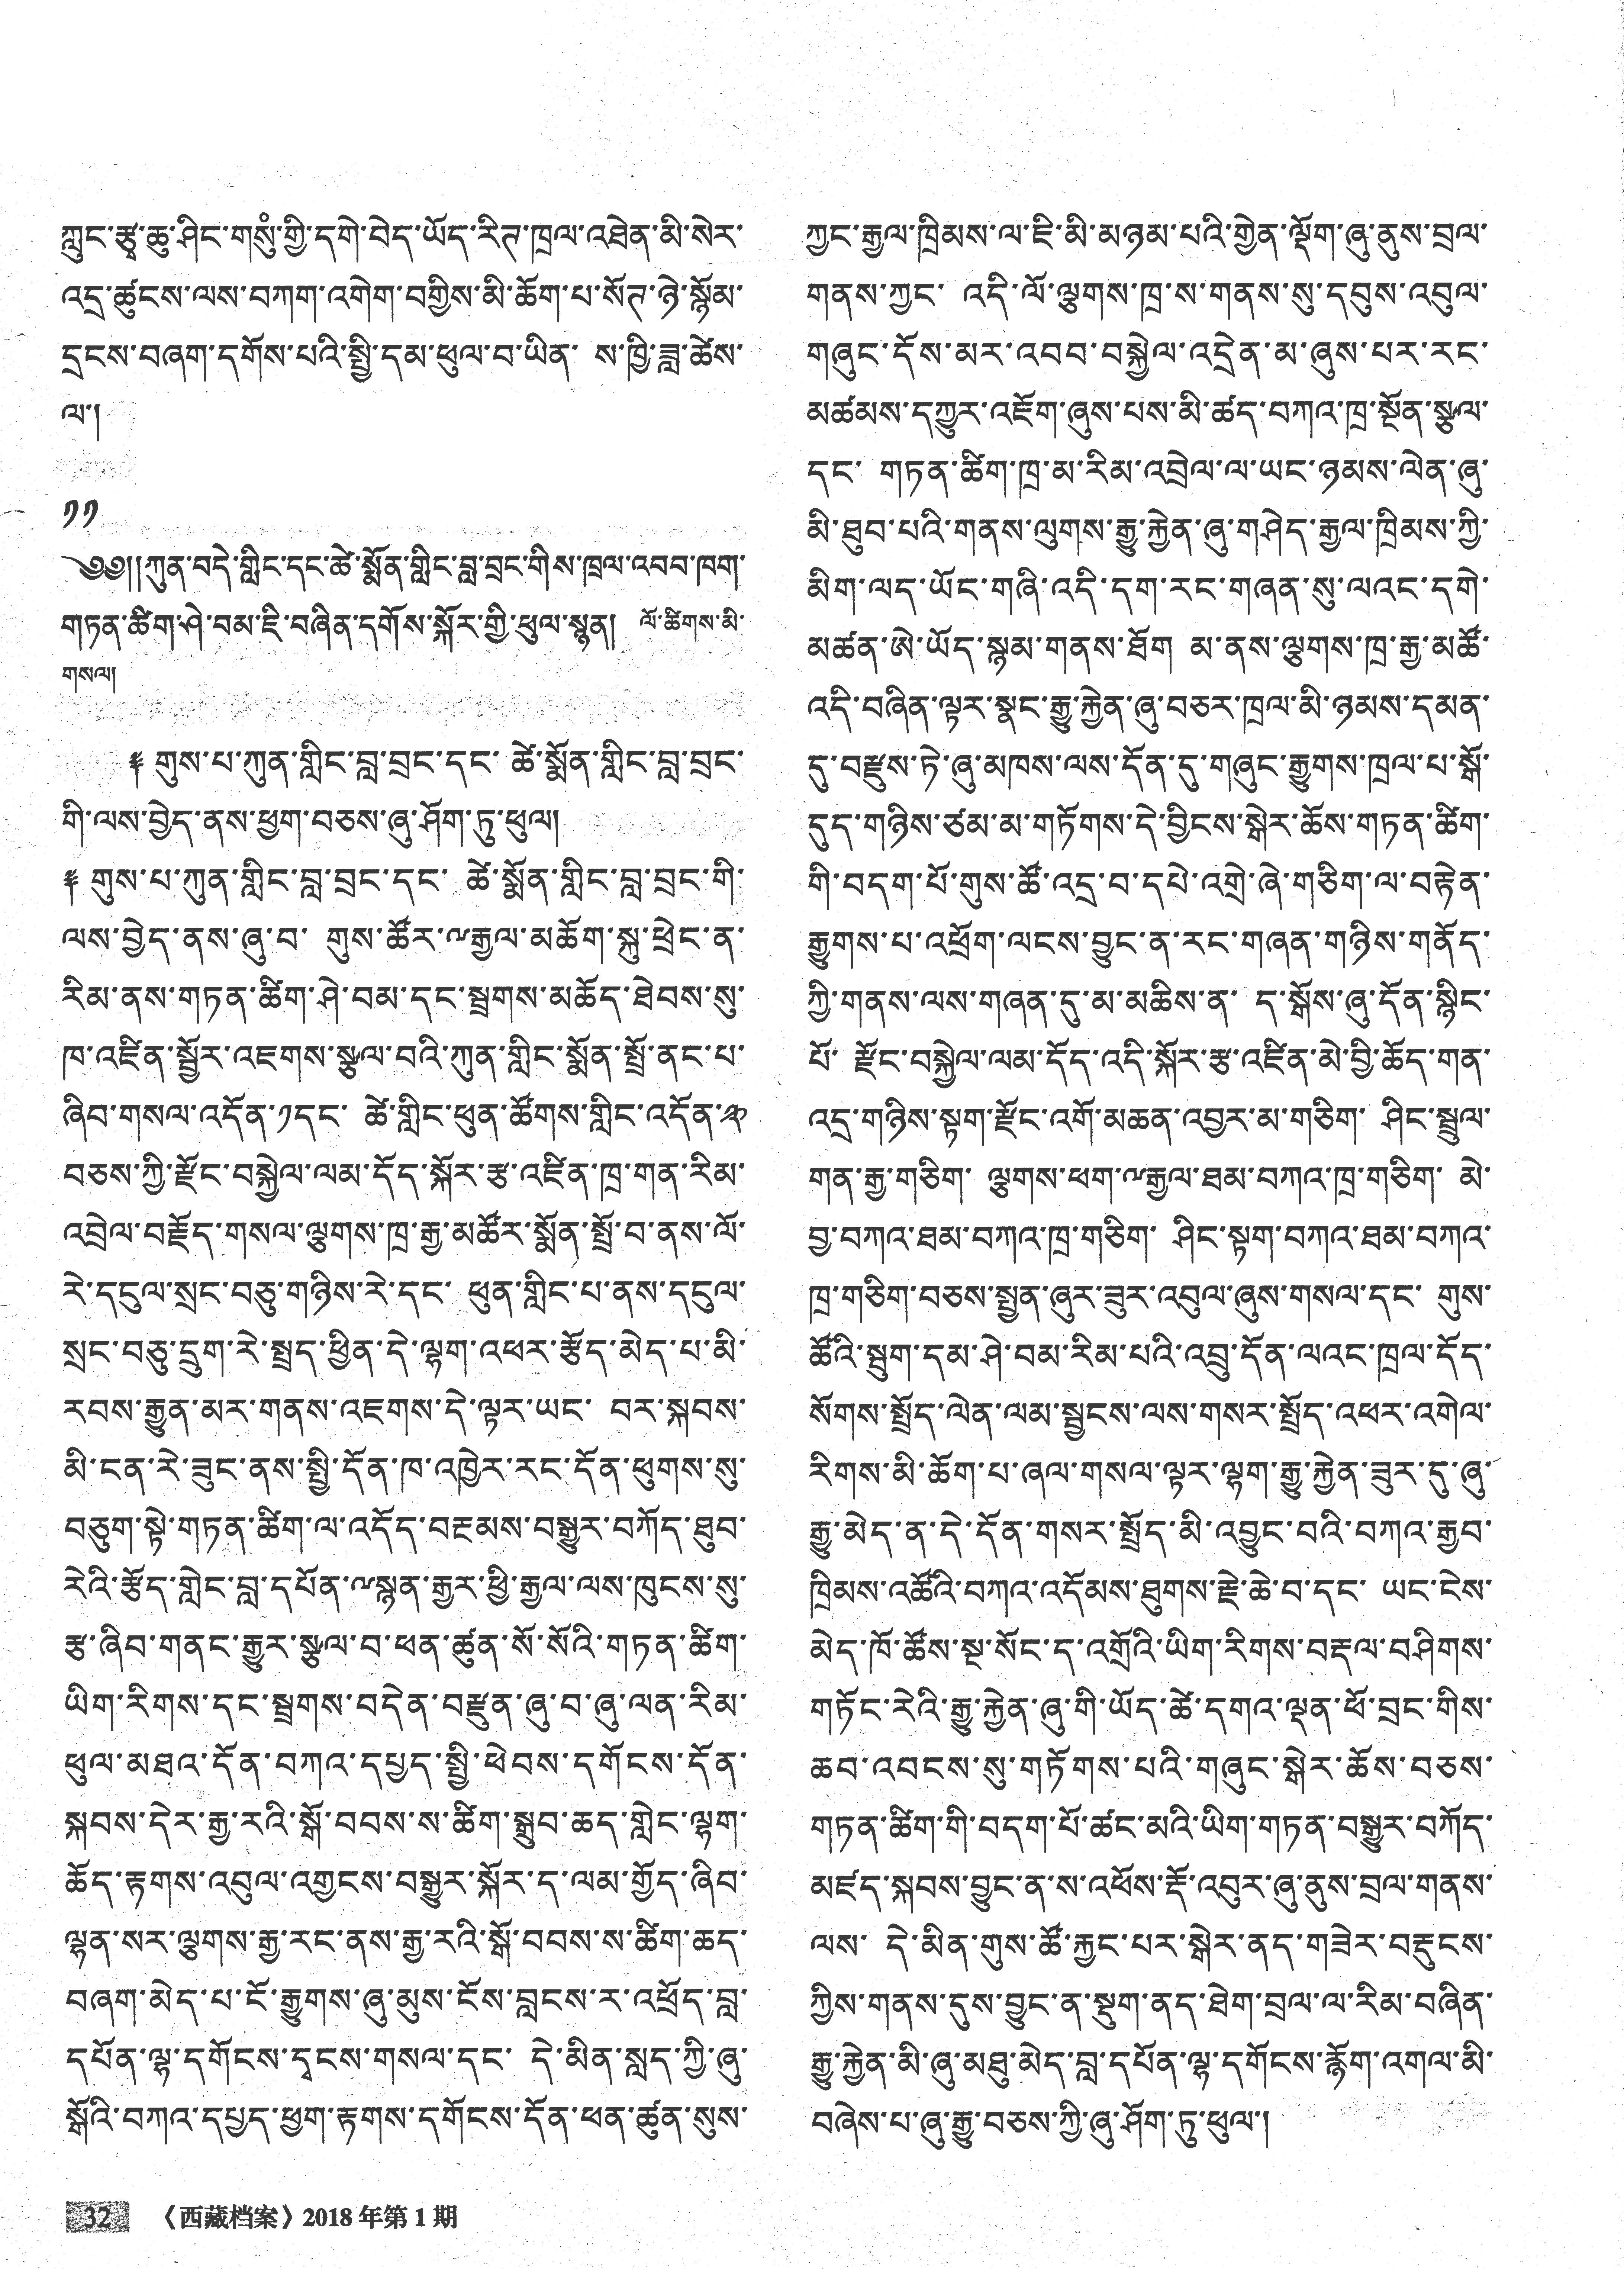 ཀླུང་རྩྭ་ཆུ་ཤིང་གསུཾ་གྱི་དགེ་བེད་ཡོད་རིཊ་ཁྲལ་འཐེན་མི་སེར་
འདྲ་ཚུངས་ལས་བཀག་འགེག་བགྱིས་མི་ཆོག་པ་སོཊ་ཉེ་སྙོམ་
དྲངས་བཞག་དགོས་པའི་སྤྱི་དམ་ཕུལ་བ་ཡིན་ ས་ཁྱི་ཟླ་ཚེས་
ལ་།
༡༡
༄༅།།ཀུན་བདེ་གླིང་དང་ཚེ་སྨོན་གླིང་བླ་བྲང་གིས་ཁྲལ་འབབ་ཁག་
གཏན་ཚིག་ཤེ་བམ་ཇི་བཞིན་དགོས་སྐོར་གྱི་ཕུལ་སྙན། ལོ་ཚིགས་མི་
གསལ།
༈ གུས་པ་ཀུན་གླིང་བླ་བྲང་དང་ ཚེ་སྨོན་གླིང་བླ་བྲང་
གི་ལས་བྱེད་ནས་ཕྱག་བཅས་ཞུ་ཤོག་ཏུ་ཕུལ།
༈ གུས་པ་ཀུན་གླིང་བླ་བྲང་དང་ ཚེ་སྨོན་གླིང་བླ་བྲང་གི་
ལས་བྱེད་ནས་ཞུ་བ་ གུས་ཚོར་༧རྒྱལ་མཆོག་སྐུ་ཕྲེང་ན་
རིམ་ནས་གཏན་ཚིག་ཤེ་བམ་དང་སྦྲགས་མཆོད་ཐེབས་སུ་
ཁ་འཛིན་སྦྱོར་འཇགས་སྩལ་བའི་ཀུན་གླིང་སྨོན་སྤྲོ་ནང་པ་
ཞིབ་གསལ་འདོན་༡དང་ ཚེ་གླིང་ཕུན་ཚོགས་གླིང་འདོན་
བཅས་ཀྱི་རྫོང་བསྐྱེལ་ལམ་དོད་སྐོར་རྩ་འཛིན་ཁྲ་གན་རིམ་
འབྲེལ་བརྗོད་གསལ་ལྕགས་ཁྲ་རྒྱ་མཚོར་སྨོན་སྤྲོ་བ་ནས་ལོ་
རེ་དངུལ་སྲང་བཅུ་གཉིས་རེ་དང་ ཕུན་གླིང་པ་ནས་དངུལ་
སྲང་བཅུ་དྲུག་རེ་སྤྲད་ཕྱིན་དེ་ལྷག་འཕར་རྩོད་མེད་པ་མི་
རབས་རྒྱུན་མར་གནས་འཇགས་དེ་ལྟར་ཡང་ བར་སྐབས་
མི་ངན་རེ་ཟུང་ནས་སྤྱི་དོན་ཁ་འཁྱེར་རང་དོན་ཕུགས་སུ་
བཅུག་སྟེ་གཏན་ཚིག་ལ་འདོད་བརྔམས་བསྒྱུར་བཀོད་ཐུབ་
རེའི་རྩོད་གླེང་བླ་དཔོན་༧སྙན་རྒྱར་ཕྱི་རྒྱལ་ལས་ཁུངས་སུ་
རྩ་ཞིབ་གནང་རྒྱུར་སྩལ་བ་ཕན་ཚུན་སོ་སོའི་གཏན་ཚིག་
ཡིག་རིགས་དང་སྦྲགས་བདེན་བརྫུན་ཞུ་བ་ཞུ་ལན་རིམ་
ཕུལ་མཐའ་དོན་བཀའ་དཔྱད་སྤྱི་ཕེབས་དགོངས་དོན་
སྐབས་དེར་རྒྱ་རའི་སྒོ་བབས་ས་ཚིག་སྒྲུབ་ཆད་གླེང་ལྷག་
ཆོད་རྟགས་འབུལ་འགྱངས་བསྒྱུར་སྐོར་ད་ལམ་གྱོད་ཞིབ་
ལྷན་སར་ལྕགས་རྒྱ་རང་ནས་རྒྱ་རའི་སྒོ་བབས་ས་ཚིག་ཆད་
བཞག་མེད་པ་ངོ་རྒྱུགས་ཞུ་མུས་ངོས་བླངས་ར་འཕྲོད་བླ་
དཔོན་ལྷ་དགོངས་དྭངས་གསལ་དང་ དེ་མིན་སླད་ཀྱི་ཞུ་
སྒོའི་བཀའ་དཔྱད་ཕྱག་རྟགས་དགོངས་དོན་ཕན་ཚུན་སུས་
ཀྱང་རྒྱལ་ཁྲིམས་ལ་ཇི་མི་མཉམ་པའི་གྱེན་ལྡོག་ཞུ་ནུས་བྲལ་
གནས་ཀྱང་ འདི་ལོ་ལྕགས་ཁྲ་ས་གནས་སུ་དབུས་འབུལ་
གཞུང་དོས་མར་འབབ་བསྐྱེལ་འདྲེན་མ་ཞུས་པར་རང་
མཚམས་དཀྱུར་འཇོག་ཞུས་པས་མི་ཚད་བཀའ་ཁྲ་སྔོན་སྩལ་
དང་ གཏན་ཚིག་ཁྲ་མ་རིམ་འབྲེལ་ལ་ཡང་ཉམས་ལེན་ཞུ་
མི་ཐུབ་པའི་གནས་ལུགས་རྒྱུ་རྐྱེན་ཞུ་གཤེད་རྒྱལ་ཁྲིམས་ཀྱི་
མིག་ལད་ཡོང་གཞི་འདི་དག་རང་གཞན་སུ་ལའང་དགེ་
མཚན་ཨེ་ཡོད་སྙམ་གནས་ཐོག མ་ནས་ལྕགས་ཁྲ་རྒྱ་མཚོ་
འདི་བཞིན་ལྟར་སྣང་རྒྱུ་རྐྱེན་ཞུ་བཅར་ཁྲལ་མི་ཉམས་དམན་
དུ་བརྫུས་ཏེ་ཞུ་མཁས་ལས་དོན་དུ་གཞུང་རྒྱུགས་ཁྲལ་པ་སྒོ་
དུད་གཉིས་ཙམ་མ་གཏོགས་དེ་བྱིངས་སྒེར་ཆོས་གཏན་ཚིག་
གི་བདག་པོ་གུས་ཚོ་འདྲ་བ་དཔེ་འགྲེ་ཞེ་གཅིག་ལ་བརྟེན་
རྒྱུགས་པ་འཕྲོག་ལངས་བྱུང་ན་རང་གཞན་གཉིས་གནོད་
ཀྱི་གནས་ལས་གཞན་དུ་མ་མཆིས་ན་ ད་སྒོས་ཞུ་དོན་སྙིང་
པོ་ རྫོང་བསྐྱེལ་ལམ་དོད་འདི་སྐོར་རྩ་འཛིན་མེ་བྱི་ཆོད་གན་
འདྲ་གཉིས་སྟག་རྫོང་འགོ་མཆན་འབྱར་མ་གཅིག་ ཤིང་སྦྲུལ་
གན་རྒྱ་གཅིག་ ལྕགས་ཕག་༧རྒྱལ་ཐམ་བཀའ་ཁྲ་གཅིག་ མེ་
བྱ་བཀའ་ཐམ་བཀའ་ཁྲ་གཅིག་ ཤིང་སྟག་བཀའ་ཐམ་བཀའ་
ཁྲ་གཅིག་བཅས་སྤྱན་ཞུར་ཟུར་འབུལ་ཞུས་གསལ་དང་ གུས་
ཚོའི་སྦུག་དམ་ཤེ་བམ་རིམ་པའི་འབྲུ་དོན་ལའང་ཁྲལ་དོད་
སོགས་སྤྲོད་ལེན་ལམ་སྦྱངས་ལས་གསར་སྤྲོད་འཕར་འགེལ་
རིགས་མི་ཆོག་པ་ཞལ་གསལ་ལྟར་ལྷག་རྒྱུ་རྐྱེན་ཟུར་དུ་ཞུ་
རྒྱུ་མེད་ན་དེ་དོན་གསར་སྤྲོད་མི་འབྱུང་བའི་བཀའ་རྒྱབ་
ཁྲིམས་འཚོའི་བཀའ་འདོམས་ཐུགས་རྗེ་ཆེ་བ་དང་ ཡང་ངེས་
མེད་ཁོ་ཚོས་སྔ་སོང་ད་འགྲོའི་ཡིག་རིགས་བརྡལ་བཤིགས་
གཏོང་རེའི་རྒྱུ་རྐྱེན་ཞུ་གི་ཡོད་ཚེ་དགའ་ལྡན་ཕོ་བྲང་གིས་
ཆབ་འབངས་སུ་གཏོགས་པའི་གཞུང་སྒེར་ཆོས་བཅས་
གཏན་ཚིག་གི་བདག་པོ་ཚང་མའི་ཡིག་གཏན་བསྒྱུར་བཀོད་
མཛད་སྐབས་བྱུང་ན་ས་འཕོས་རྡོ་འབུར་ཞུ་ནུས་བྲལ་གནས་
ལས་ དེ་མིན་གུས་ཚོ་རྐྱང་པར་སྒེར་ནད་གཟེར་བརྡུངས་
ཀྱིས་གནས་དུས་བྱུང་ན་སྡུག་ནད་ཐེག་བྲལ་ལ་རིམ་བཞིན་
རྒྱུ་རྐྱེན་མི་ཞུ་མཐུ་མེད་བླ་དཔོན་ལྷ་དགོངས་རྙོག་འགལ་མི་
བཞེས་པ་ཞུ་རྒྱུ་བཅས་ཀྱི་ཞུ་ཤོག་ཏུ་ཕུལ་།
32 《西藏档案》2018 年第 1 期